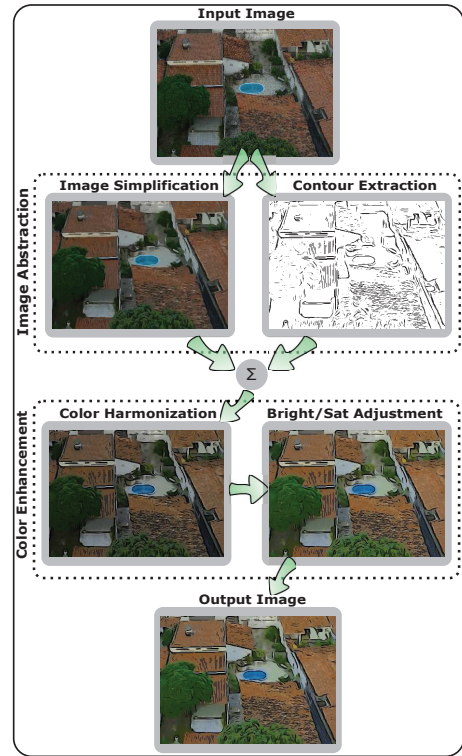 Input Image
Image Abstraction
Image Simplification
Contour Extraction
Σ
Color Enhancement
Color Harmonization
Bright/Sat Adjustment
Output Image